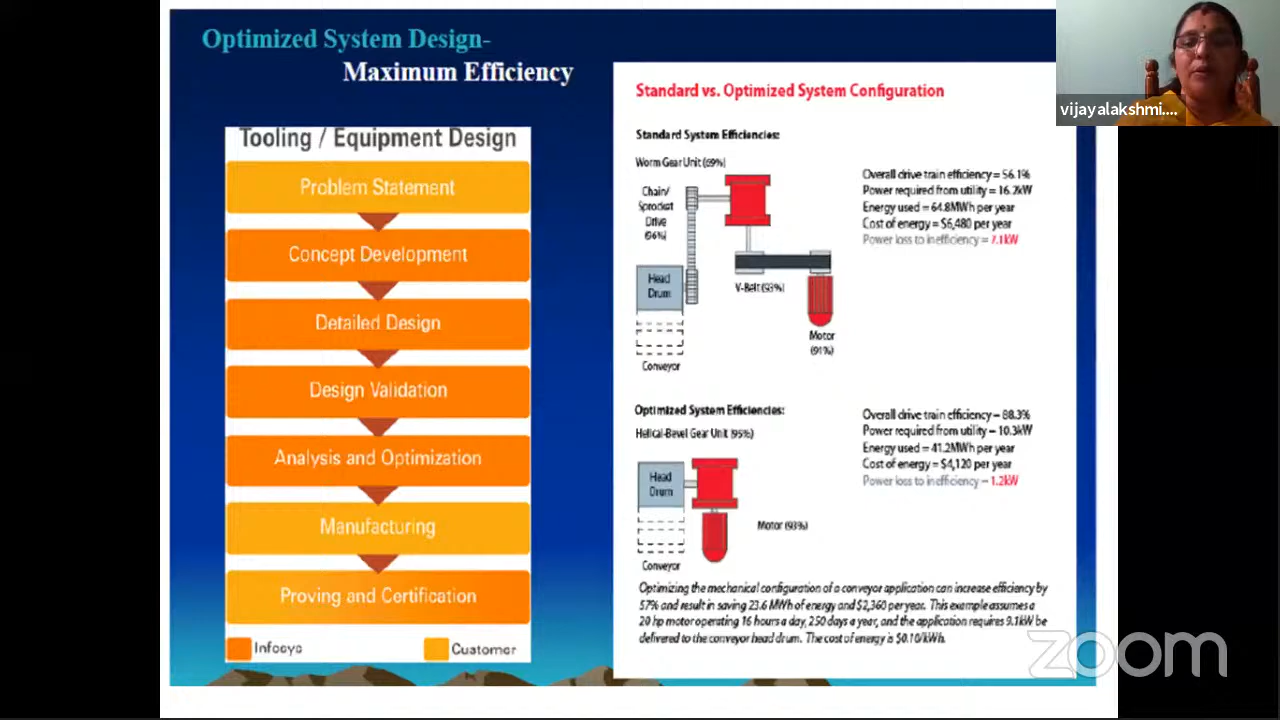 Optimized System Design-
Maximum Efficiency
Tooling / Equipment Design
Problem Statement
Concept Development
Detailed Design
Design Validation
Analysis and Optimization
Manufacturing
Proving and Certification
Infosys
Customer
Standard vs. Optimized System Configuration
Standard System Efficiencies:
Worm Gear Unit (69%)
Chain/
Sprocket
Drive
(96%)
Head
Drum
Conveyor
V-Belt (93%)
Motor
(91%)
Overall drive train efficiency = 56.1%
Power required from utility = 16.2kW
Energy used = 64.8MWh per year
Cost of energy = $6,480 per year
Power loss to inefficiency = 7.1kW
Optimized System Efficiencies:
Helical-Bevel Gear Unit (95%)
Head
Drum
Conveyor
Motor (93%)
Overall drive train efficiency = 88.3%
Power required from utility = 10.3kW
Energy used = 41.2MWh per year
Cost of energy = $4,120 per year
Power loss to inefficiency = 1.2kW
Optimizing the mechanical configuration of a conveyor application can increase efficiency by
57% and result in saving 23.6 MWh of energy and $2,360 per year. This example assumes a
20 hp motor operating 16 hours a day, 250 days a year, and the application requires 9.1kW be
delivered to the conveyor head drum. The cost of energy is $0.10/kWh.
vijayalakshmi....
zoom